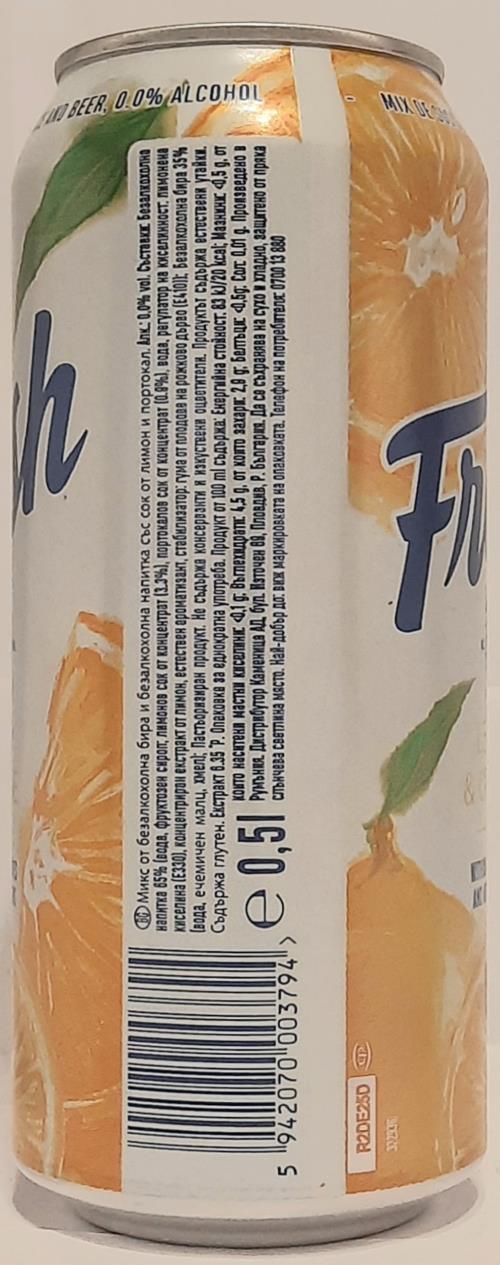 AND BEER, 0.0% ALCOHOL
MIX DE
sh
Fr
BG Микс от безалкохолна бира и безалкохолна напитка със сок от лимон и портокал. Алк.: 0,0% vol. Съставки: Безалкохолна
напитка 65% (вода, фруктозен сироп, лимонов сок от концентрат (3,3%), портокалов сок от концентрат (0.8%), вода, регулатор на киселинност: лимонена
киселина (E330), концентриран екстракт от лимон, естествен ароматизант, стабилизатор: гума от плодове на рожково дърво (E410)); Безалкохолна бира 35%
(вода, ечемичен малц, хмел); Пастьоризиран продукт. Не съдържа консерванти и изкуствени оцветители. Продуктът съдържа естествени утайки.
Съдържа глутен. Екстракт 6.35 °P. Опаковка за еднократна употреба. Продукт от 100 ml съдържа: Енергийна стойност: 83 kJ/20 kcal; Мазнини: <0,5 g, от
които наситени мастни киселини: <0,1 g; Въглехидрати: 4,5 g, от които захари: 2,9 g; Белтъци: <0,5g; Сол: 0,01 g. Произведено в
Румъния. Дистрибутор Каменица АД, бул. Източен 69, Пловдив, Р. България. Да се съхранява на сухо и хладно, защитено от пряка
слънчева светлина място. Най-добър до: виж маркировката на опаковката. Телефон на потребителя: 0700 13 880
e 0,5l
5 942070 003794 >
R2DE25D